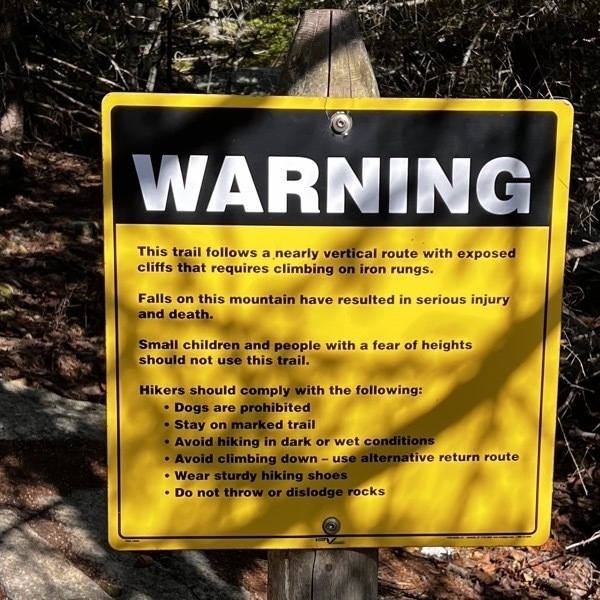 WARNING
This trail follows a nearly vertical route with exposed
cliffs that requires climbing on iron rungs.
Falls on this mountain have resulted in serious injury
and death.
Small children and people with a fear of heights
should not use this trail.
Hikers should comply with the following:
• Dogs are prohibited
• Stay on marked trail
• Avoid hiking in dark or wet conditions
• Avoid climbing down – use alternative return route
• Wear sturdy hiking shoes
• Do not throw or dislodge rocks